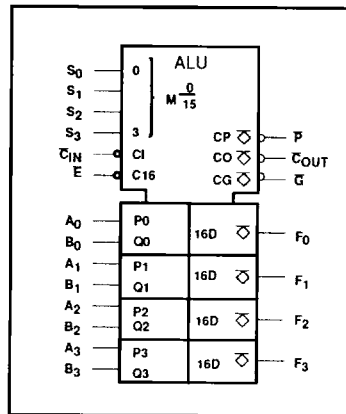 ALU
S0 0
S1 M 0/15
S2
S3 3 CP P̅
C̅IN CI CO C̅OUT
E̅ C16 CG G̅
A0 P0 16D F0
B0 Q0
A1 P1 16D F1
B1 Q1
A2 P2 16D F2
B2 Q2
A3 P3 16D F3
B3 Q3